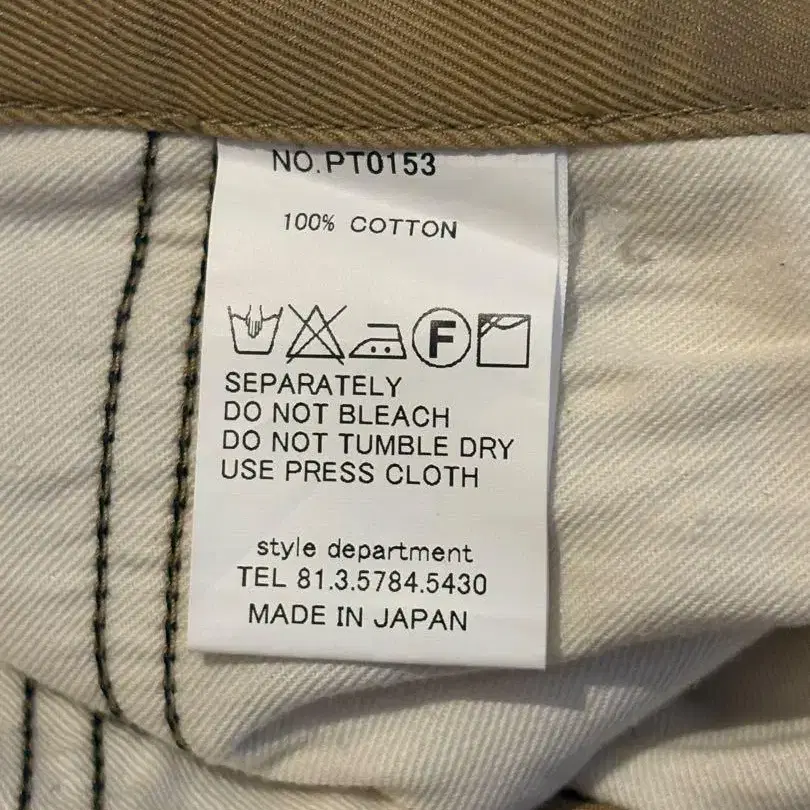 NO.PT0153
100% COTTON
F
SEPARATELY
DO NOT BLEACH
DO NOT TUMBLE DRY
USE PRESS CLOTH
style department
TEL 81.3.5784.5430
MADE IN JAPAN